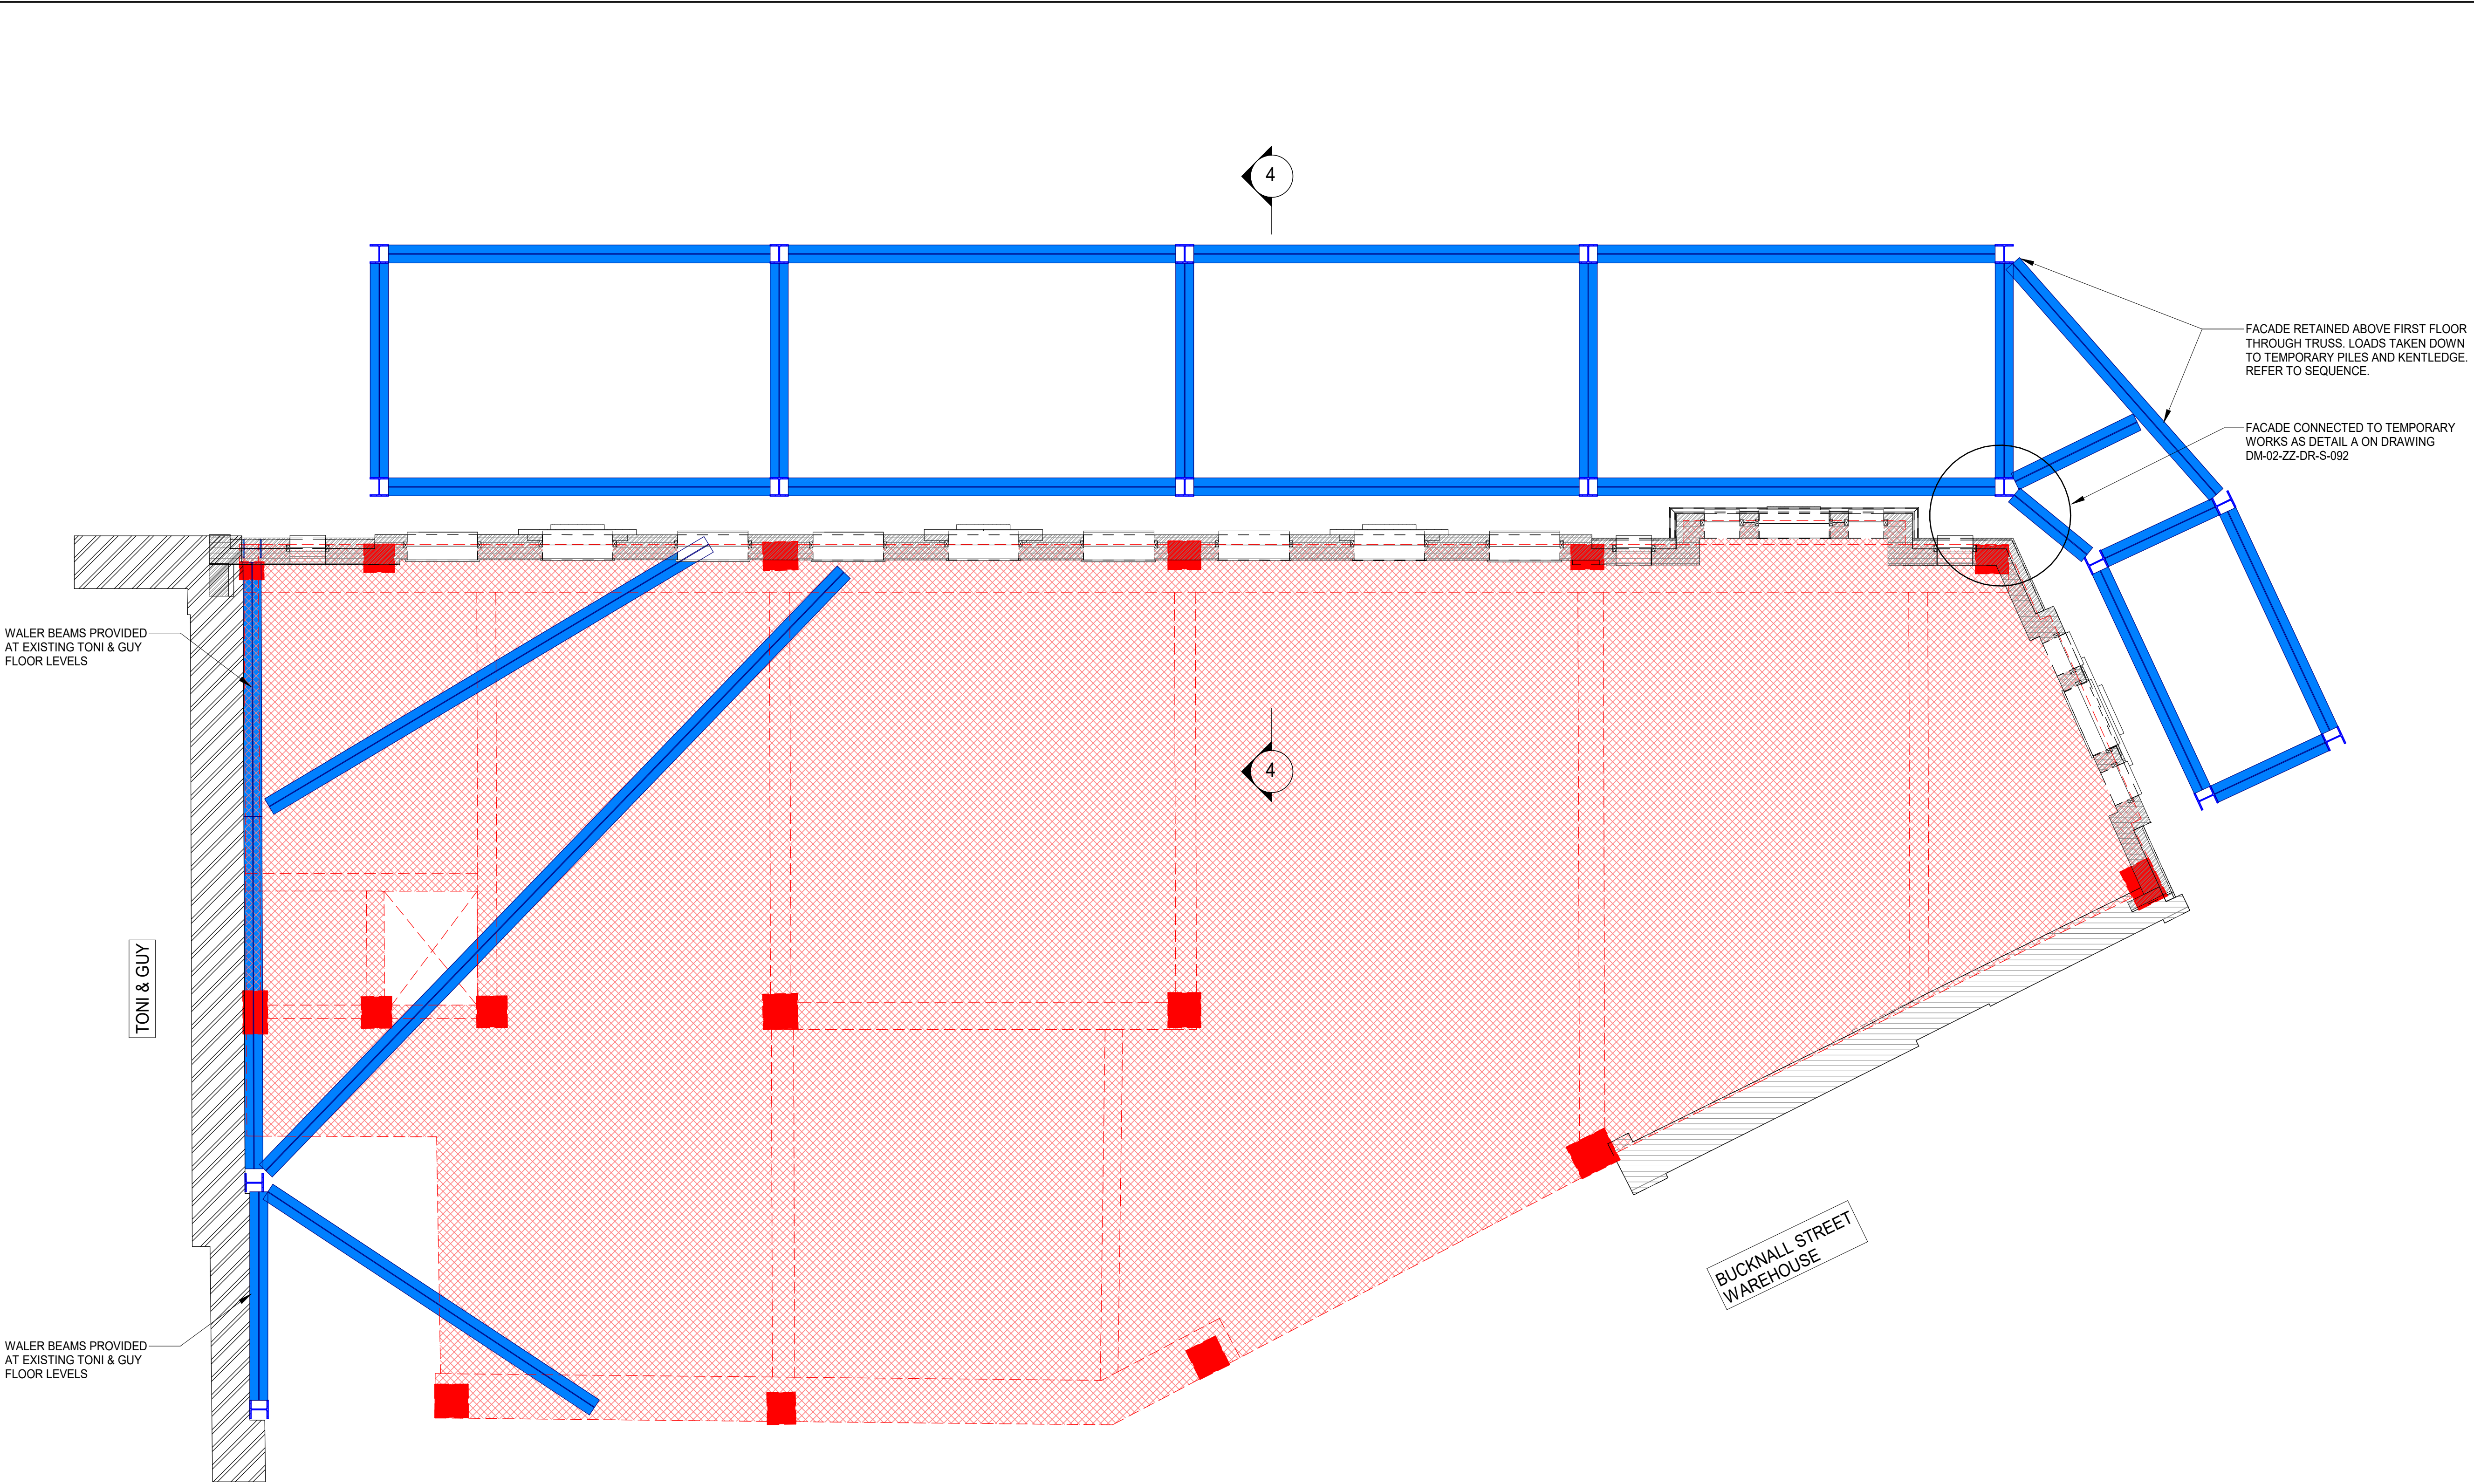 4
FACADE RETAINED ABOVE FIRST FLOOR
THROUGH TRUSS. LOADS TAKEN DOWN
TO TEMPORARY PILES AND KENTLEDGE.
REFER TO SEQUENCE.
FACADE CONNECTED TO TEMPORARY
WORKS AS DETAIL A ON DRAWING
DM-02-ZZ-DR-S-092
WALER BEAMS PROVIDED
AT EXISTING TONI & GUY
FLOOR LEVELS
4
TONI & GUY
BUCKNALL STREET
WAREHOUSE
WALER BEAMS PROVIDED
AT EXISTING TONI & GUY
FLOOR LEVELS